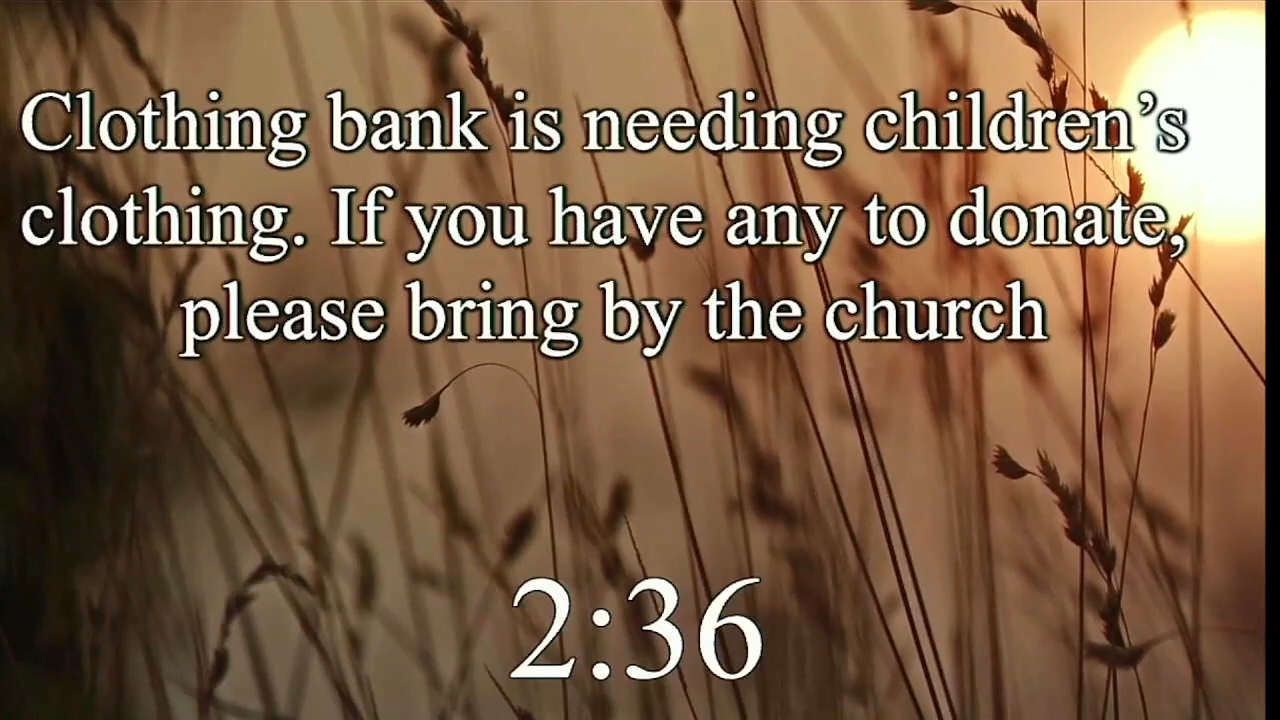 Clothing bank is needing children’s
clothing. If you have any to donate,
please bring by the church
2:36